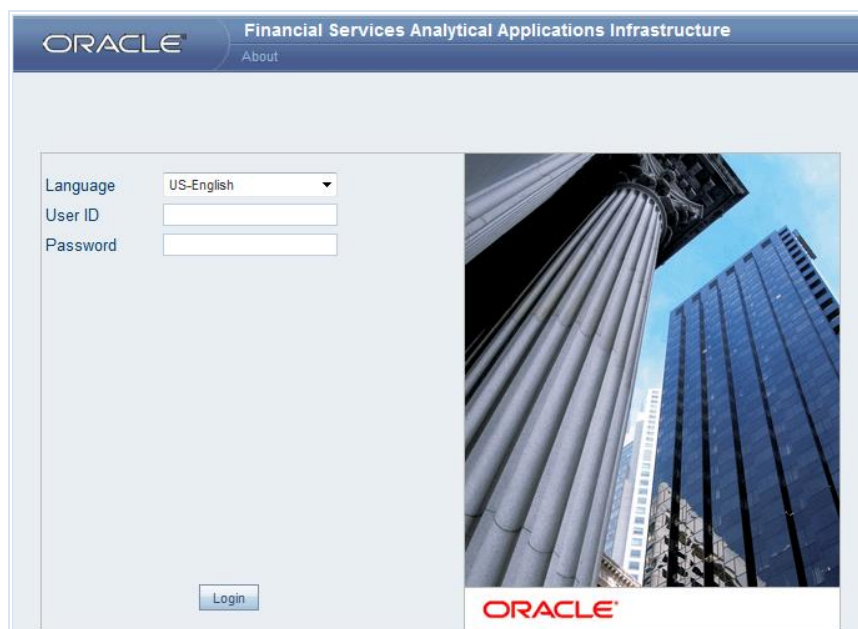 ORACLE®
Financial Services Analytical Applications Infrastructure
About
Language US-English
User ID
Password
Login
ORACLE®